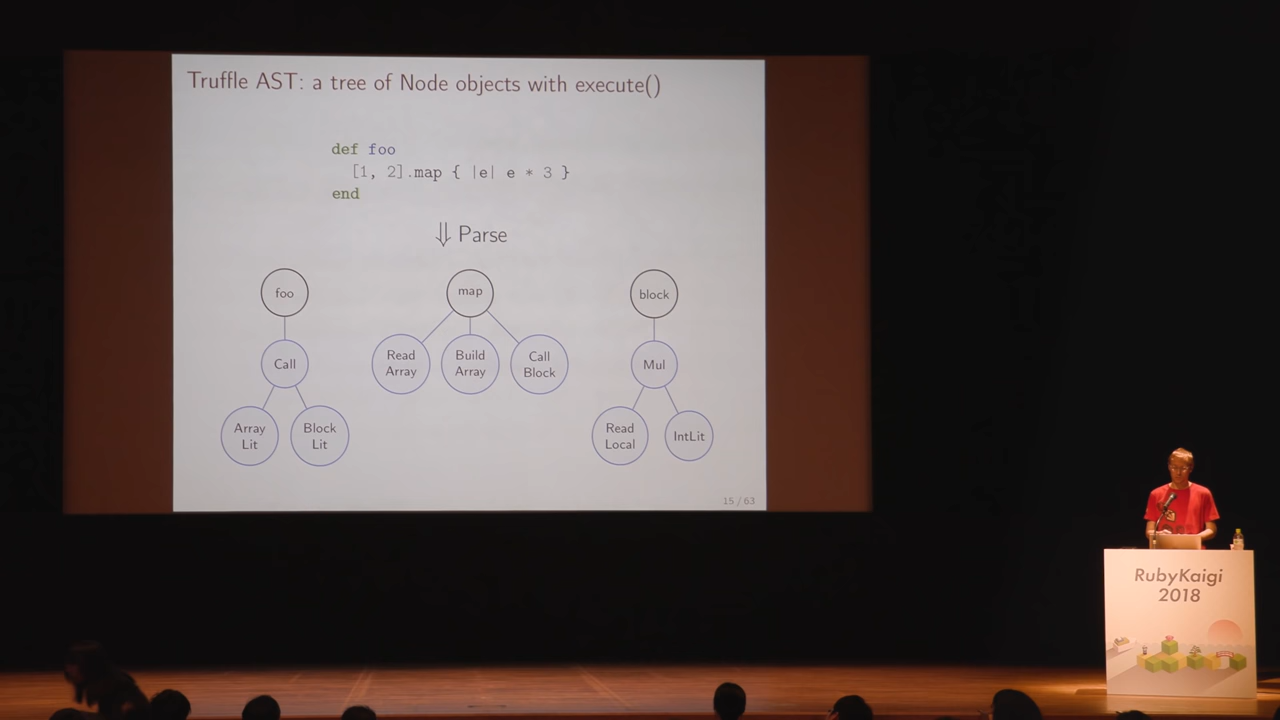 Truffle AST: a tree of Node objects with execute()
def foo
[1, 2].map { |e| e * 3 }
end
⇓ Parse
foo
map
block
Call
Read
Array
Build
Array
Call
Block
Mul
Array
Lit
Block
Lit
Read
Local
IntLit
15 / 63
RubyKaigi
2018